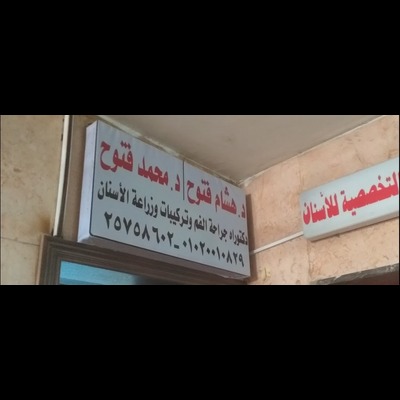 د. هشام فتوح | د. محمد فتوح
دكتوراه جراحة الفم وتركيبات وزراعة الأسنان
٢٥٧٥٨٦٠٢-٠١٠٢٠٠١٠٨٢٩
التخصصية للأسنان